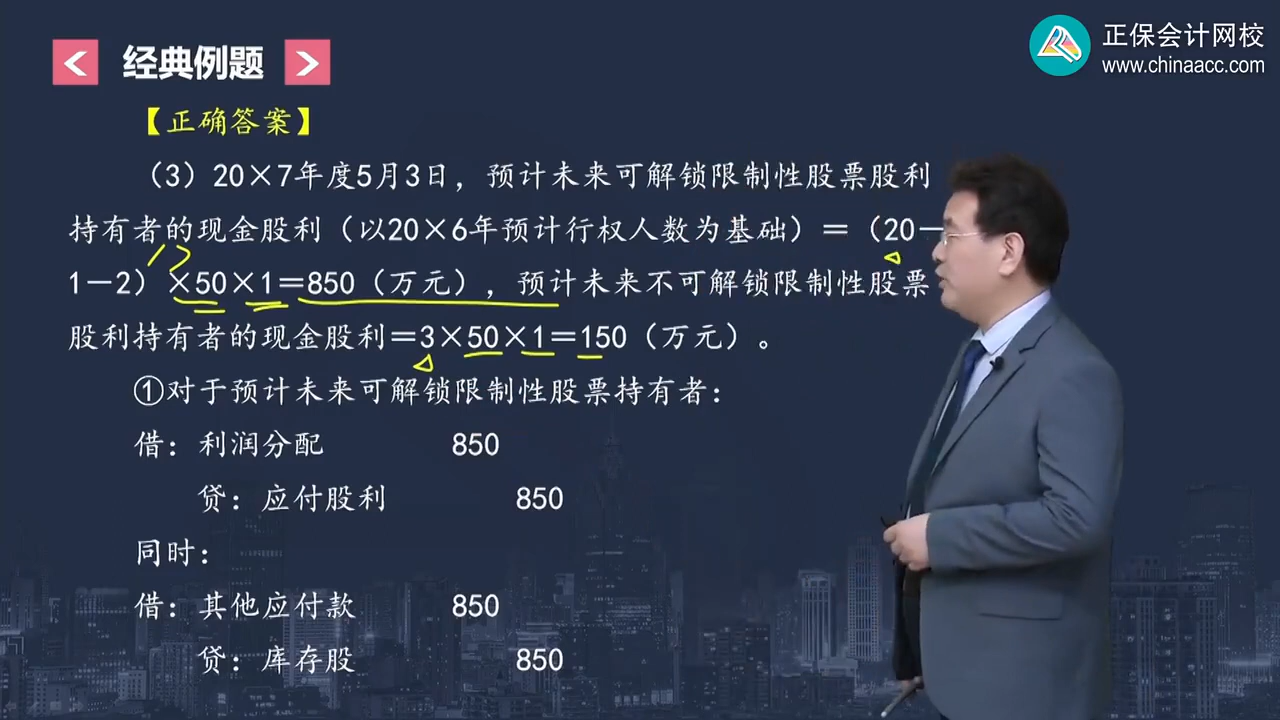 正保会计网校
www.chinaacc.com
经典例题
【正确答案】
（3）20×7年度5月3日，预计未来可解锁限制性股票股利
持有者的现金股利（以20×6年预计行权人数为基础）＝（20－
1－2）×50×1＝850（万元），预计未来不可解锁限制性股票
股利持有者的现金股利＝3×50×1＝150（万元）。
①对于预计未来可解锁限制性股票持有者：
借：利润分配 850
贷：应付股利 850
同时：
借：其他应付款 850
贷：库存股 850